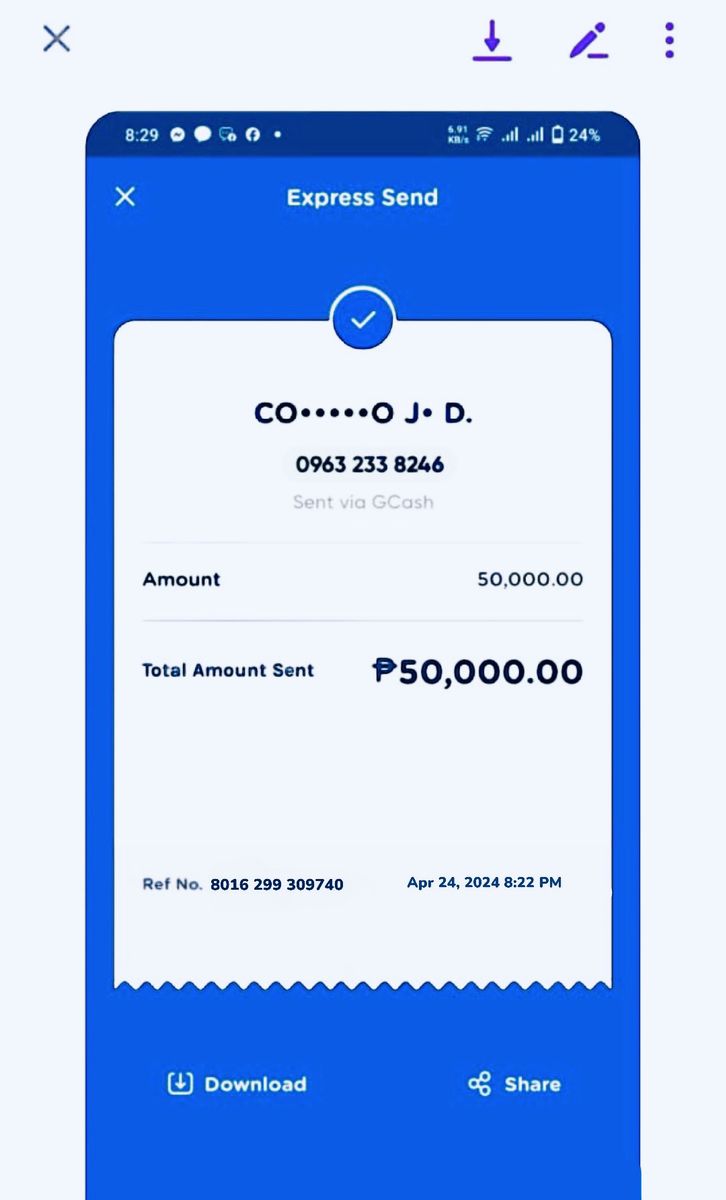 8:29 6.91 KB/s 24%
Express Send
CO•••••O J• D.
0963 233 8246
Sent via GCash
Amount 50,000.00
Total Amount Sent ₱50,000.00
Ref No. 8016 299 309740 Apr 24, 2024 8:22 PM
Download Share